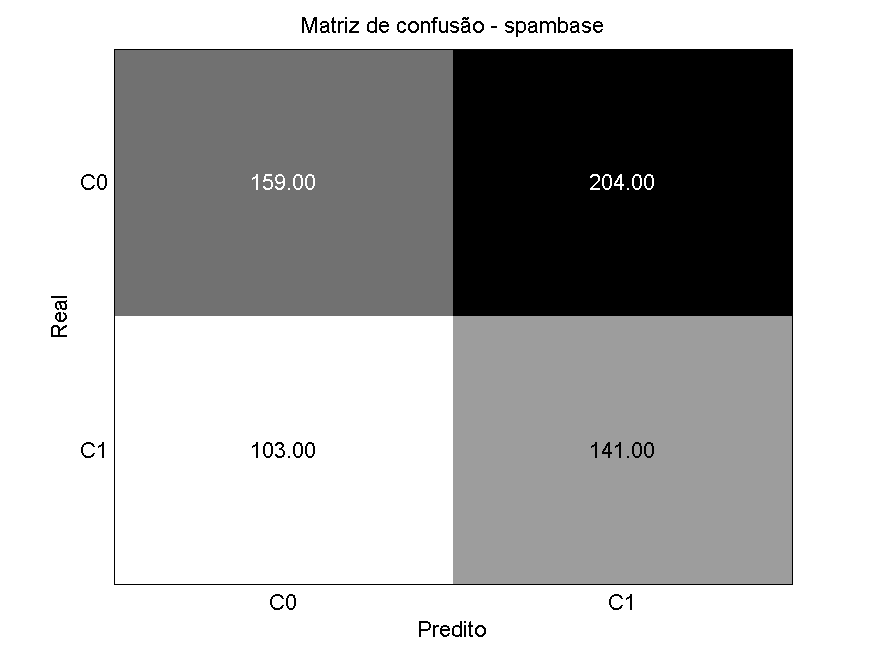 Matriz de confusão - spambase
C0
159.00
204.00
Real
C1
103.00
141.00
C0
C1
Predito